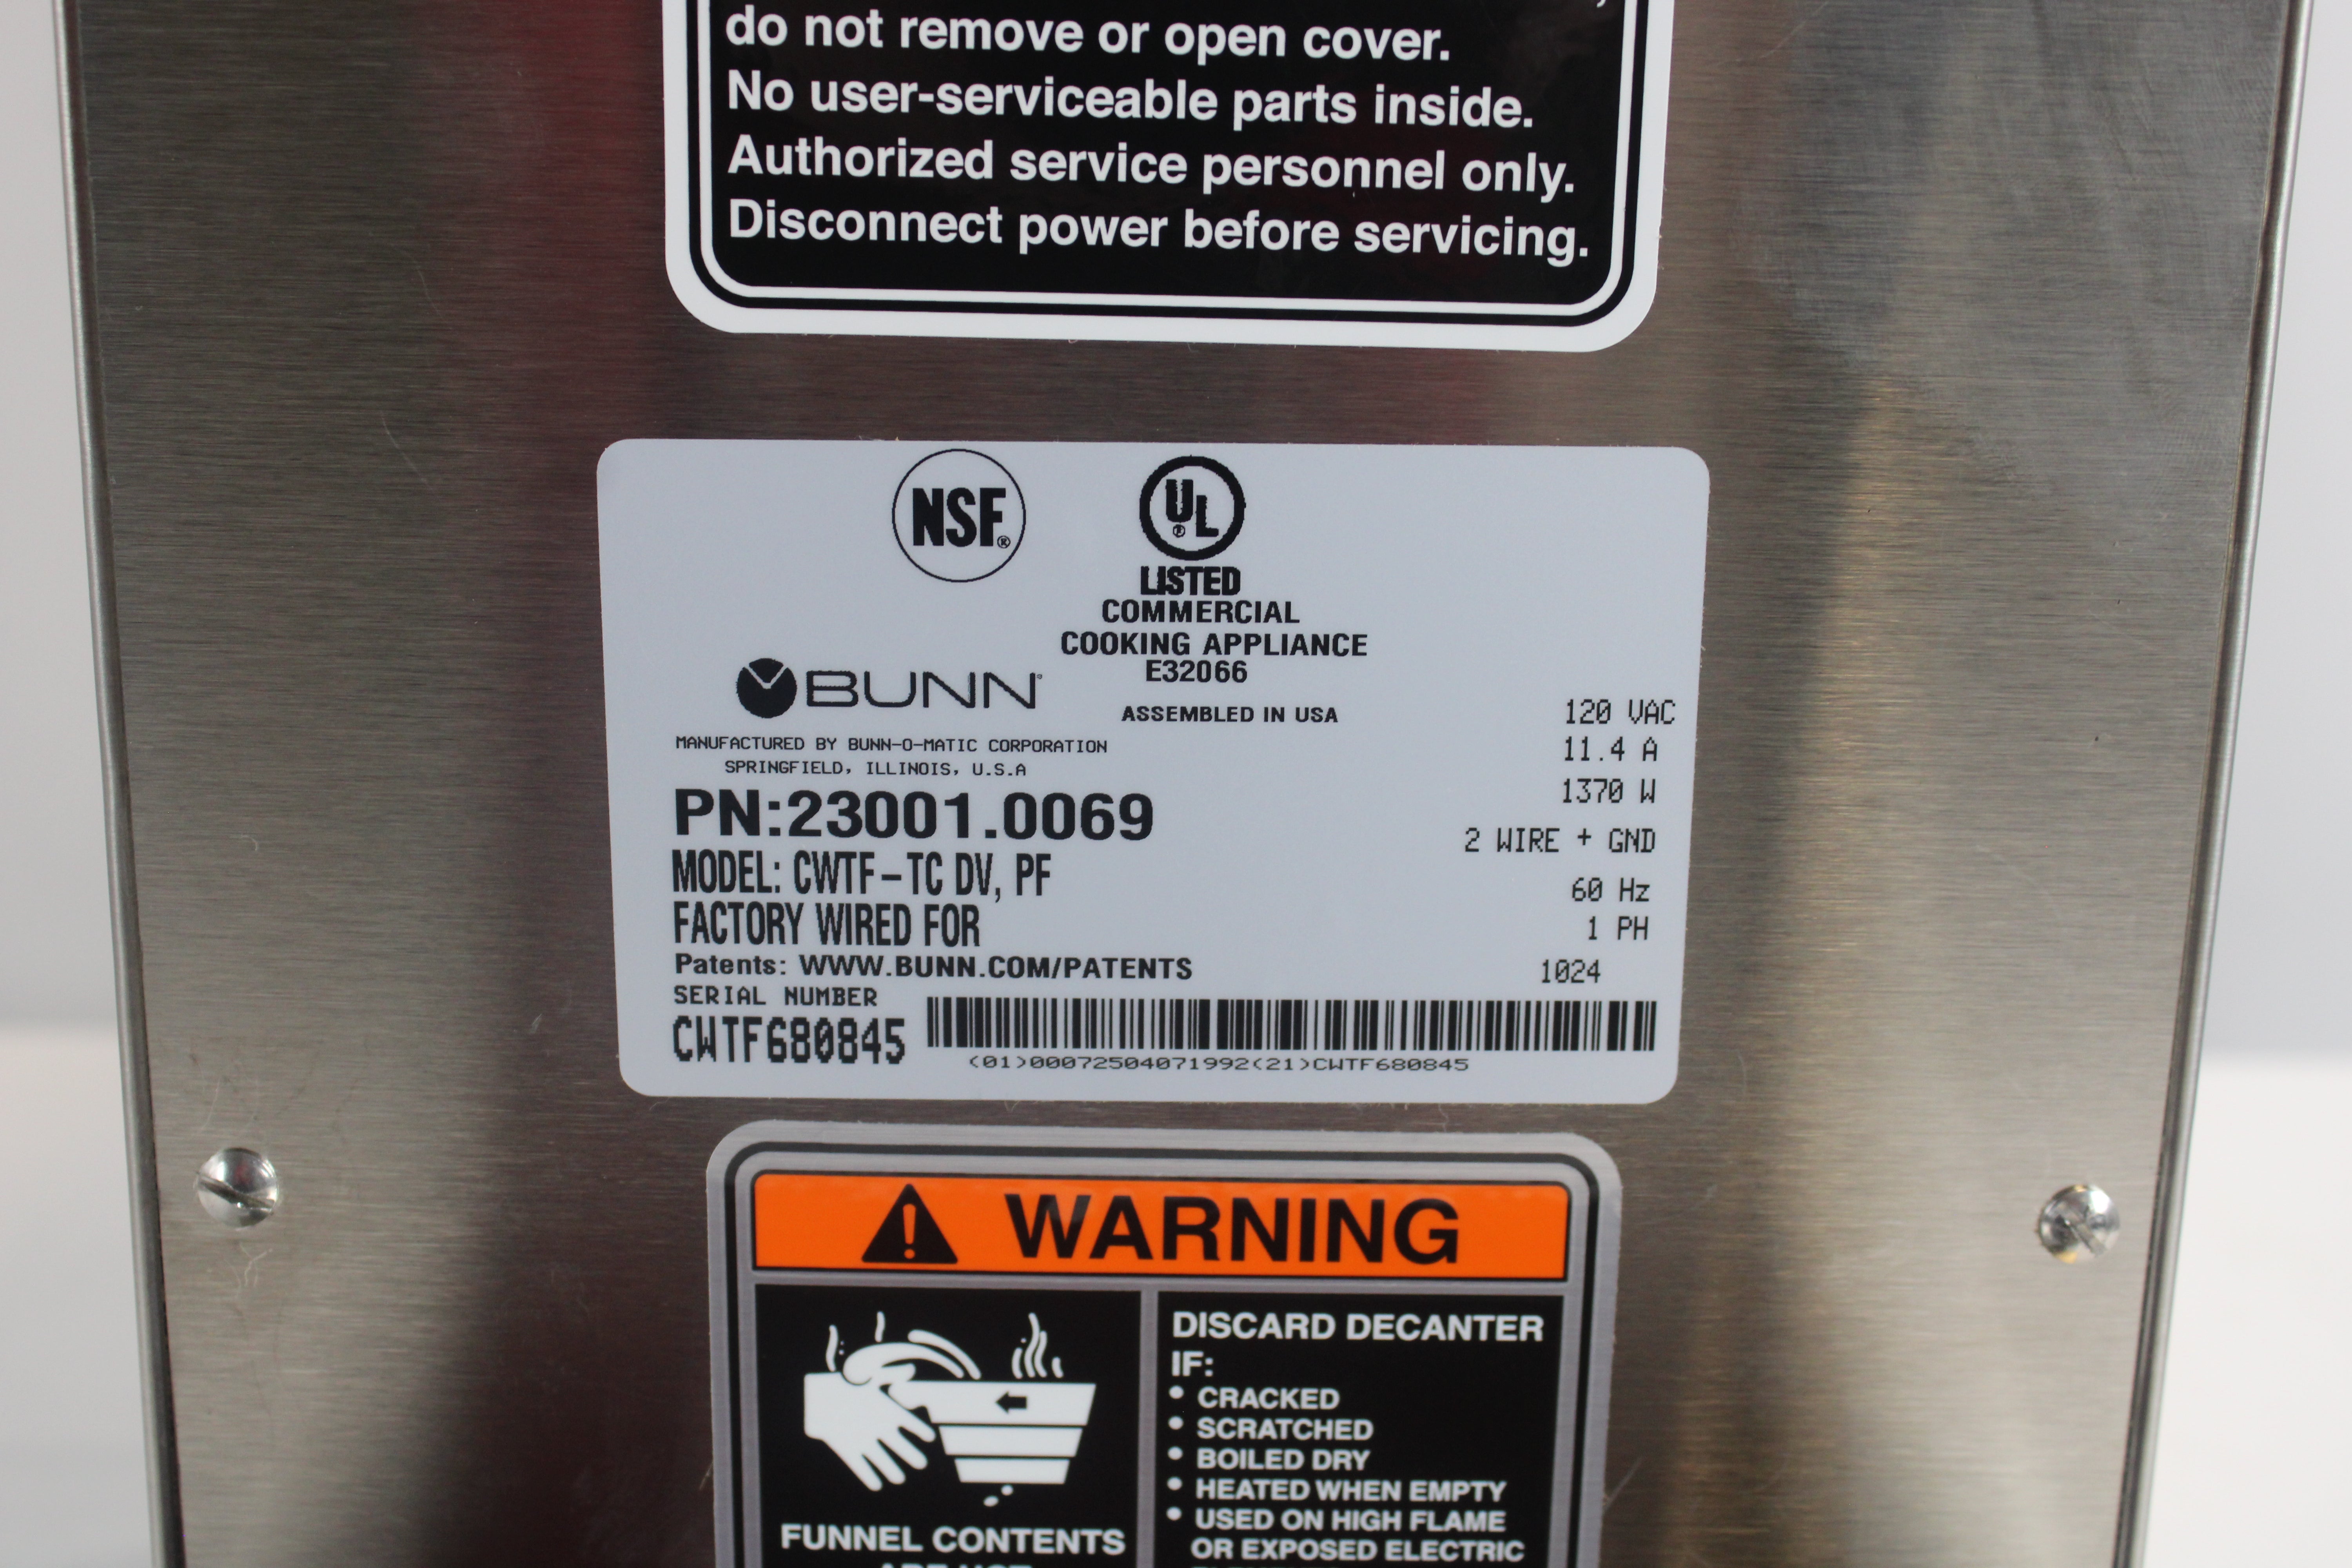 do not remove or open cover.
No user-serviceable parts inside.
Authorized service personnel only.
Disconnect power before servicing.
NSF®
UL®
LISTED
COMMERCIAL
COOKING APPLIANCE
E32066
BUNN®
ASSEMBLED IN USA
MANUFACTURED BY BUNN-O-MATIC CORPORATION
SPRINGFIELD, ILLINOIS, U.S.A
PN:23001.0069
MODEL: CWTF-TC DV, PF
FACTORY WIRED FOR
120 VAC
11.4 A
1370 W
2 WIRE + GND
60 Hz
1 PH
Patents: WWW.BUNN.COM/PATENTS
1024
SERIAL NUMBER
CWTF680845
(01)00072504071992(21)CWTF680845
WARNING
FUNNEL CONTENTS
DISCARD DECANTER
IF:
• CRACKED
• SCRATCHED
• BOILED DRY
• HEATED WHEN EMPTY
• USED ON HIGH FLAME
OR EXPOSED ELECTRIC